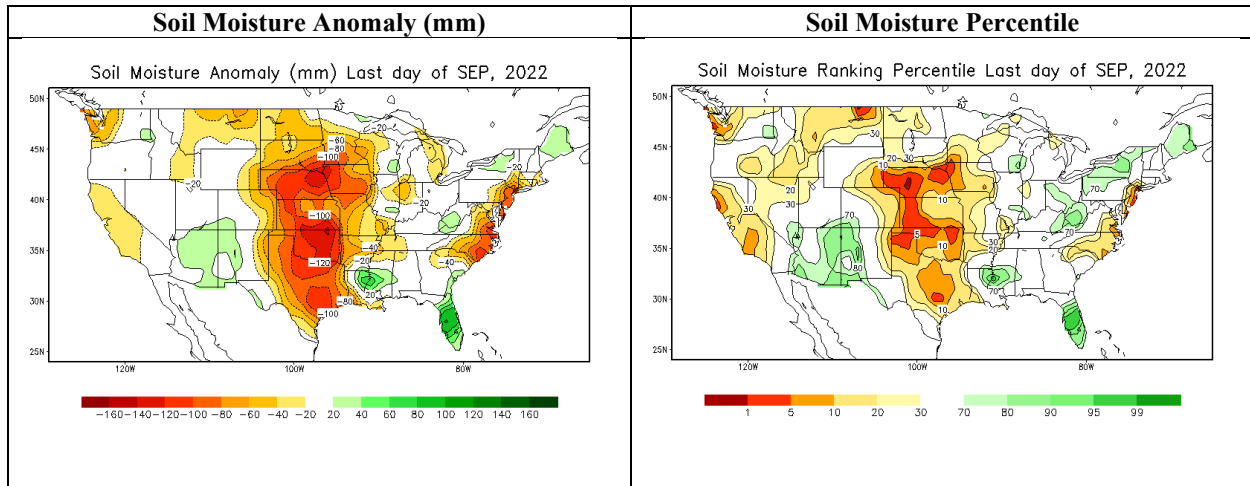 Soil Moisture Anomaly (mm)
Soil Moisture Percentile
Soil Moisture Anomaly (mm) Last day of SEP, 2022
50N
45N
40N
35N
30N
25N
120W
100W
80W
-20
-60
-80
-100
-20
-20
-20
-20
-100
-40
-40
-120
-20
20
-80
-100
-160 -140 -120 -100 -80 -60 -40 -20 20 40 60 80 100 120 140 160
Soil Moisture Ranking Percentile Last day of SEP, 2022
50N
45N
40N
35N
30N
25N
120W
100W
80W
30
20
10
30
30
30
70
10
70
70
5
10
30
20
80
70
10
1 5 10 20 30 70 80 90 95 99